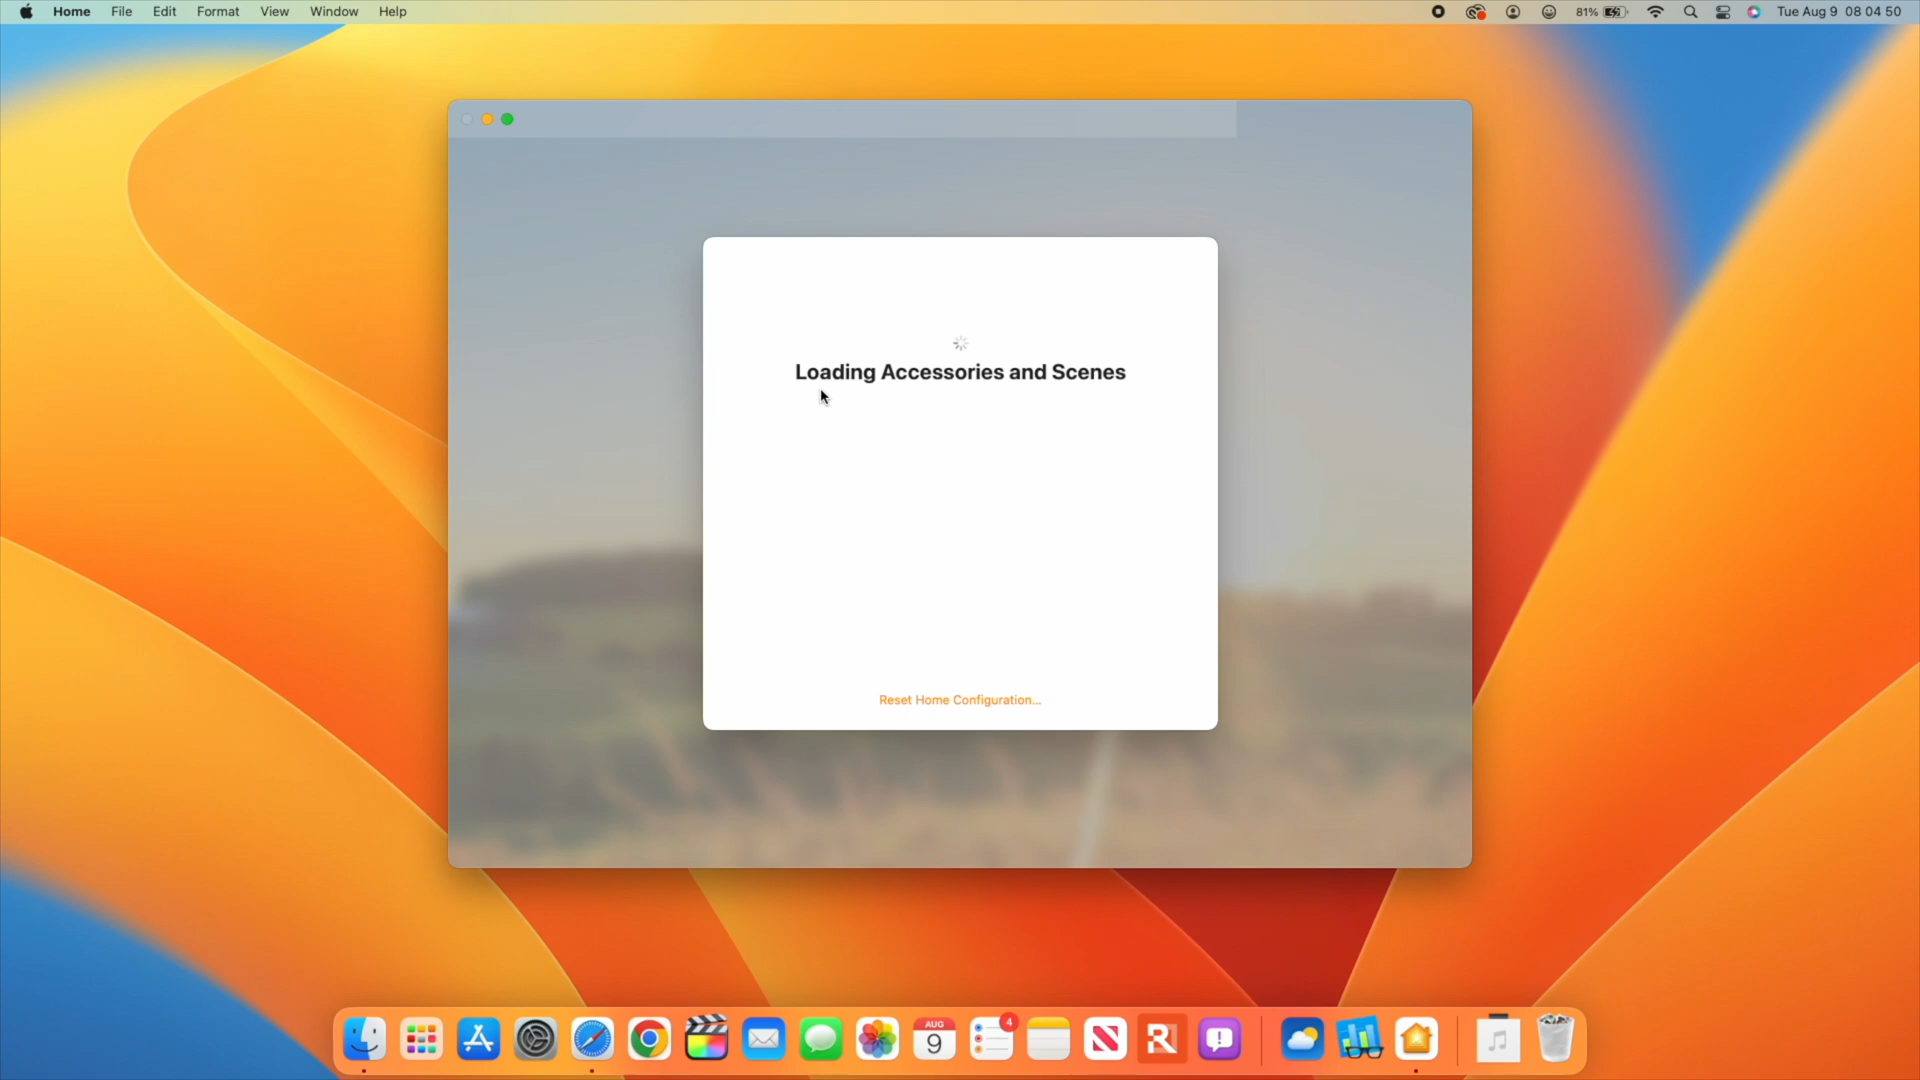 Home File Edit Format View Window Help 81% Tue Aug 9 08 04 50
Loading Accessories and Scenes
Reset Home Configuration...
AUG
9
4